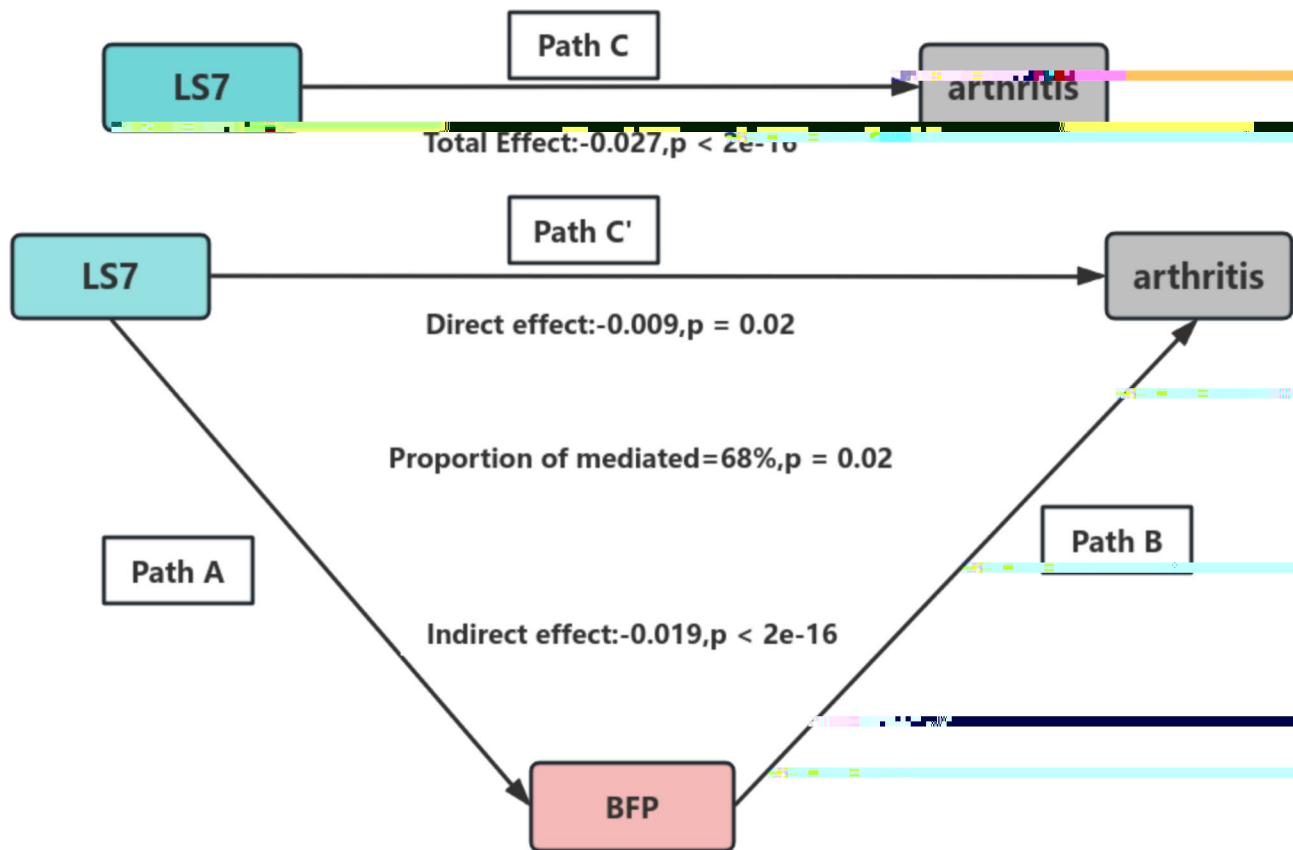 Path C
LS7
arthritis
Total Effect:-0.027,p < 2e-16
Path C'
LS7
arthritis
Direct effect:-0.009,p = 0.02
Proportion of mediated=68%,p = 0.02
Path B
Path A
Indirect effect:-0.019,p < 2e-16
BFP